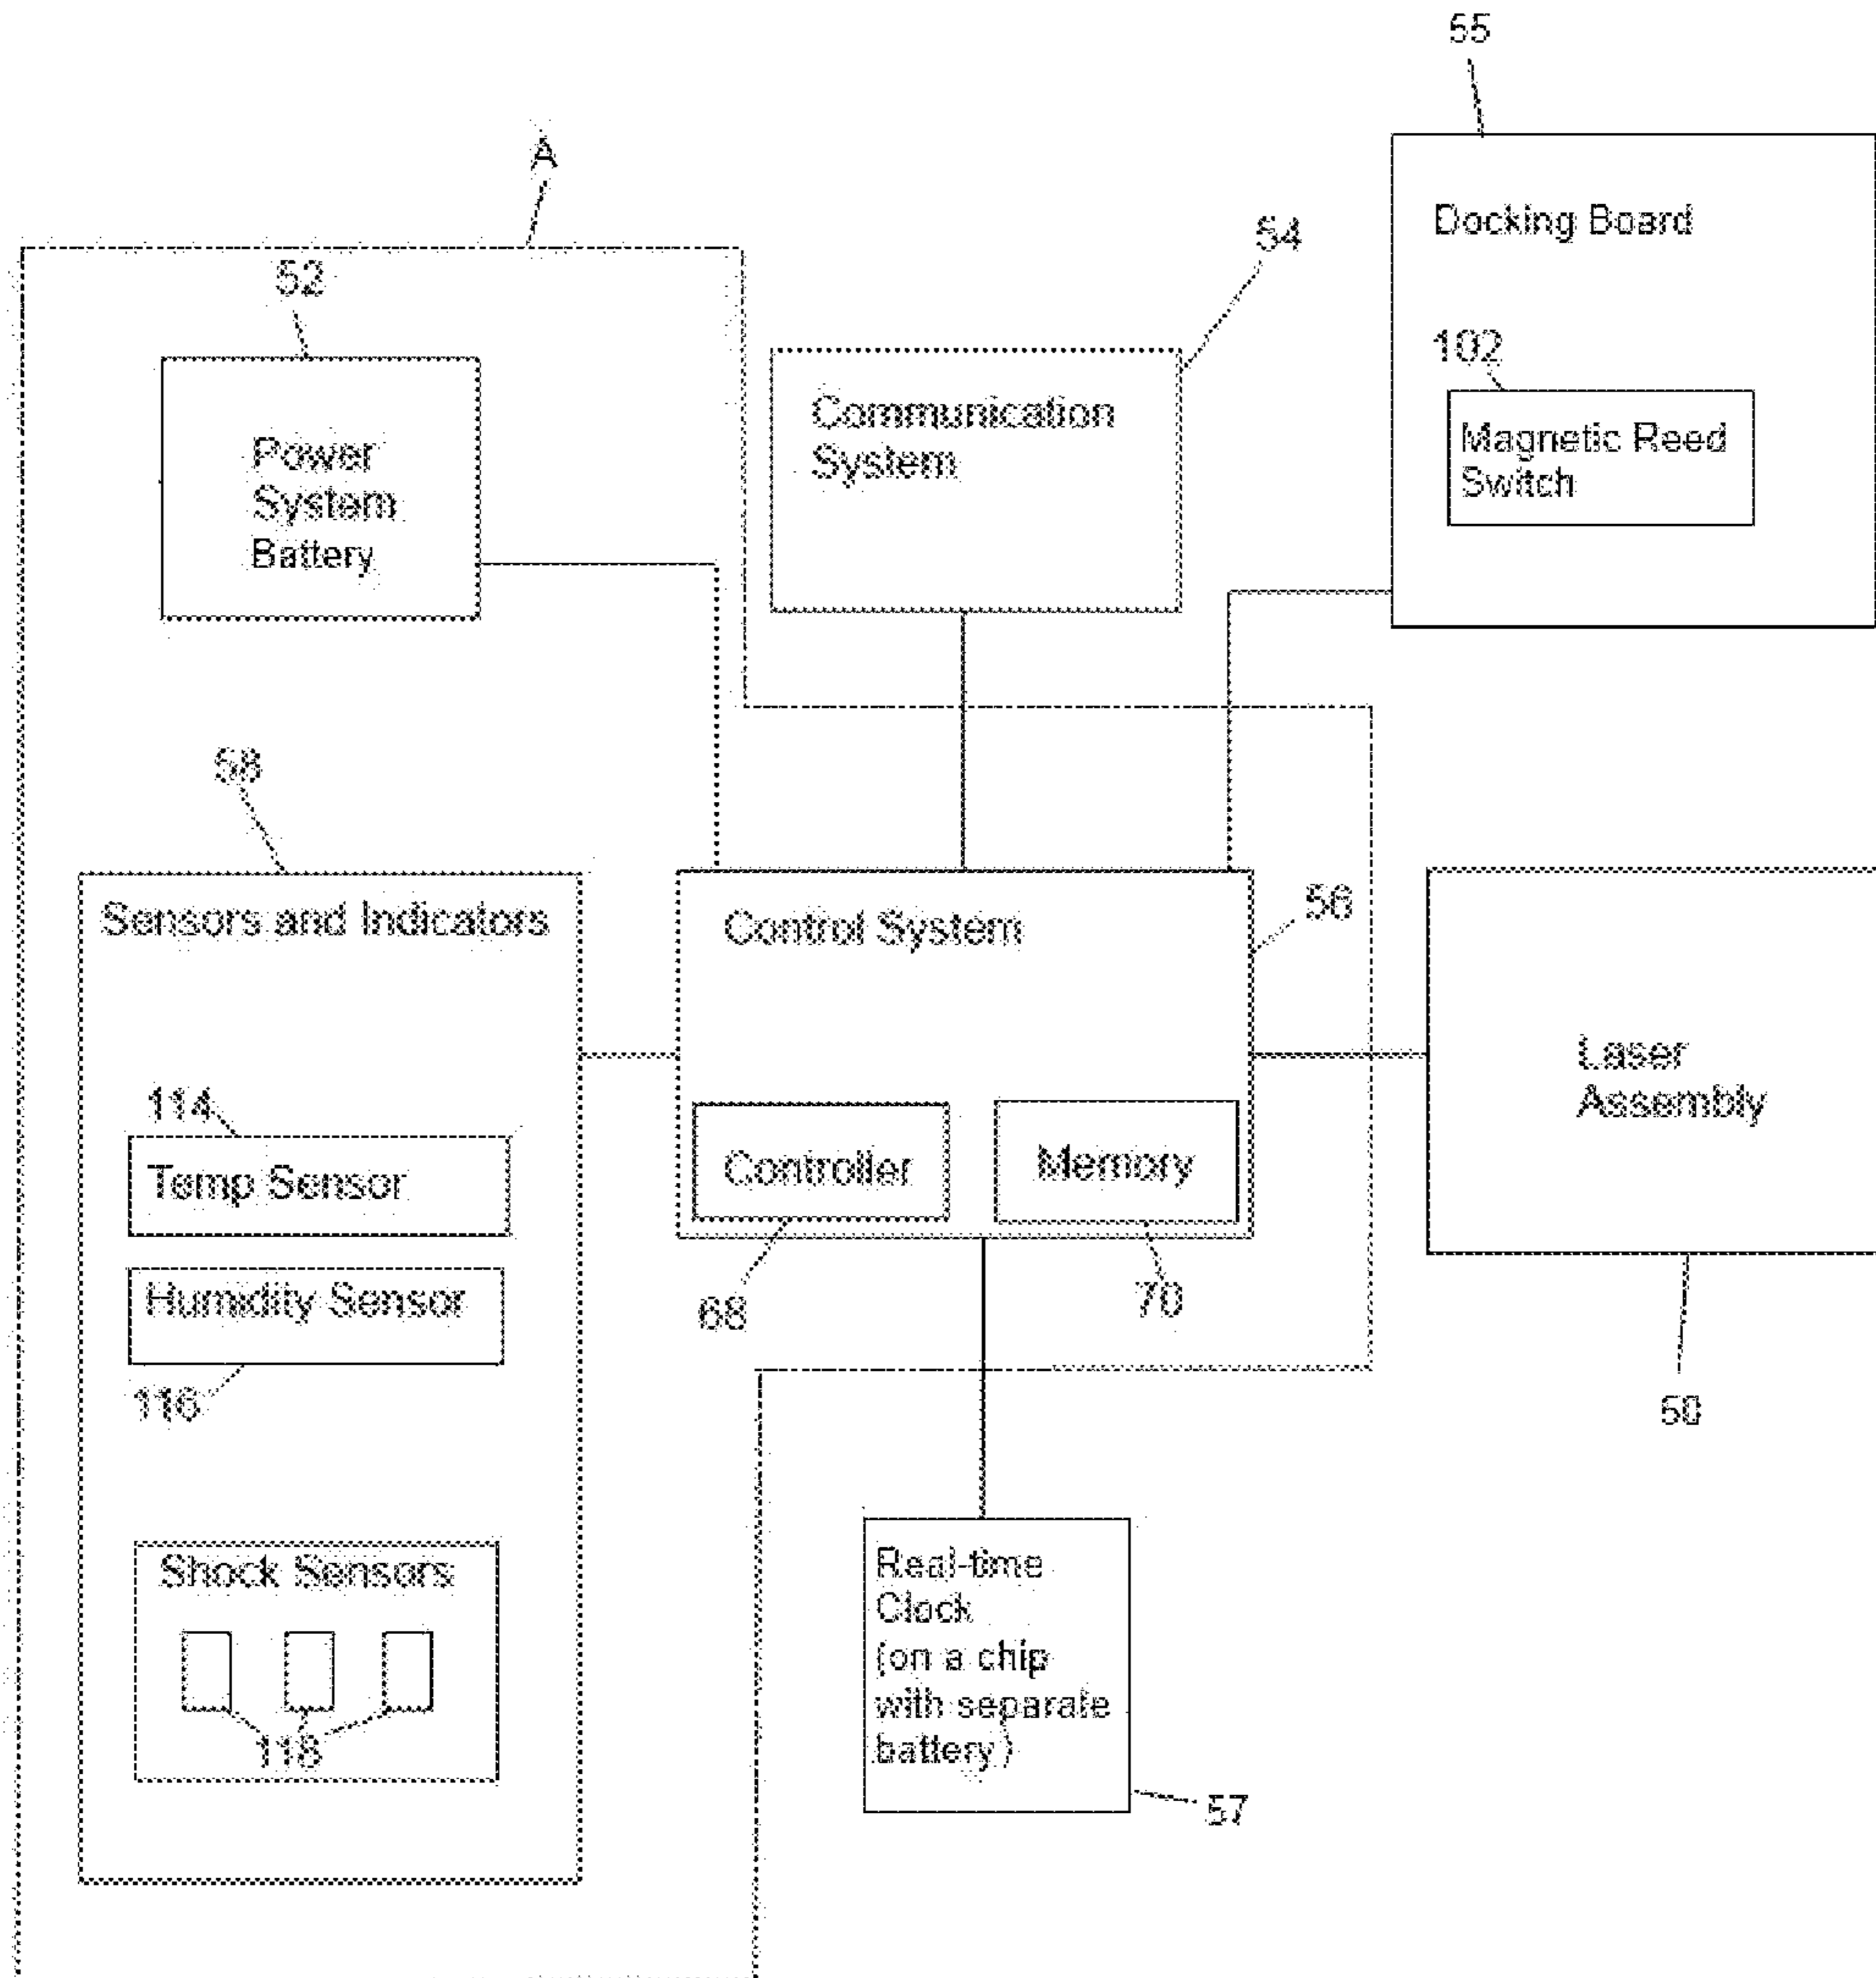 55
A
Docking Board
54
52
102
Communication
System
Magnetic Reed
Switch
Power
System
Battery
58
56
Sensors and Indicators
Control System
Laser
Assembly
114
Temp Sensor
Controller
Memory
Humidity Sensor
68
70
116
50
Shock Sensors
Real-time
Clock
(on a chip
with separate
battery)
118
57